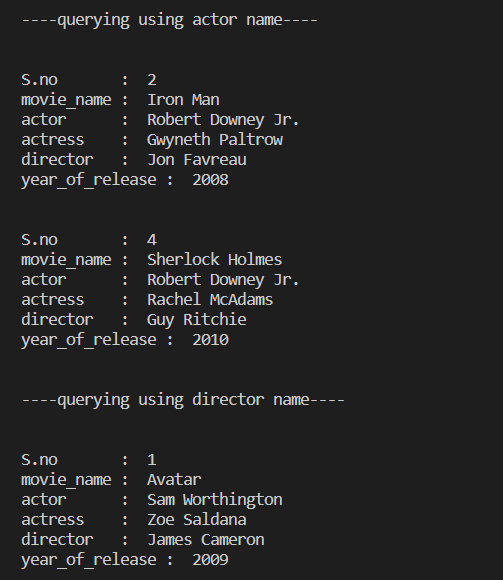 ----querying using actor name----
S.no       :  2
movie_name :  Iron Man
actor      :  Robert Downey Jr.
actress    :  Gwyneth Paltrow
director   :  Jon Favreau
year_of_release :  2008
S.no       :  4
movie_name :  Sherlock Holmes
actor      :  Robert Downey Jr.
actress    :  Rachel McAdams
director   :  Guy Ritchie
year_of_release :  2010
----querying using director name----
S.no       :  1
movie_name :  Avatar
actor      :  Sam Worthington
actress    :  Zoe Saldana
director   :  James Cameron
year_of_release :  2009